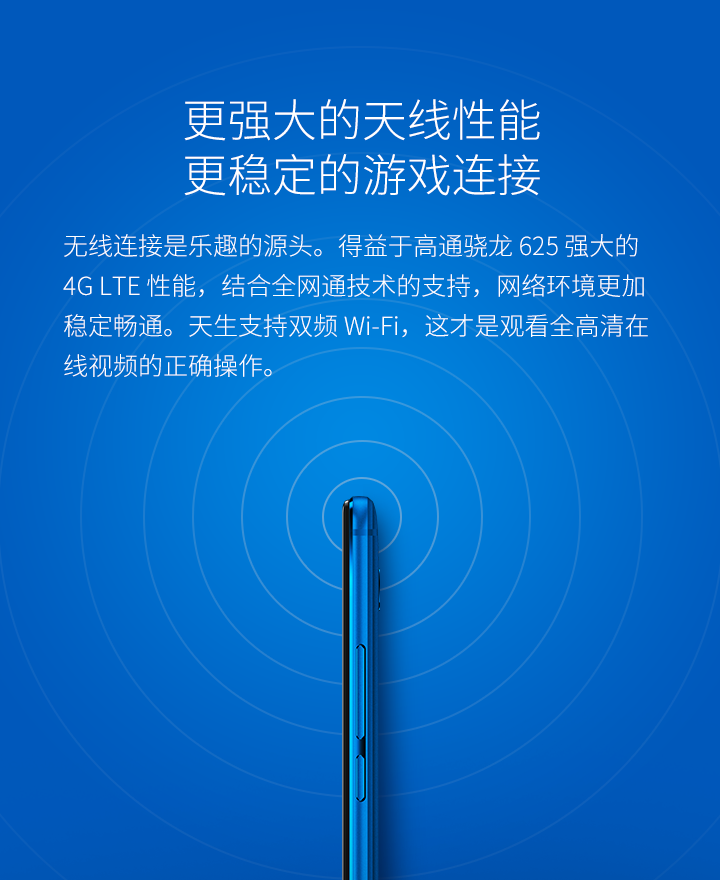 更强大的天线性能
更稳定的游戏连接
无线连接是乐趣的源头。得益于高通骁龙 625 强大的
4G LTE 性能，结合全网通技术的支持，网络环境更加
稳定畅通。天生支持双频 Wi-Fi，这才是观看全高清在
线视频的正确操作。